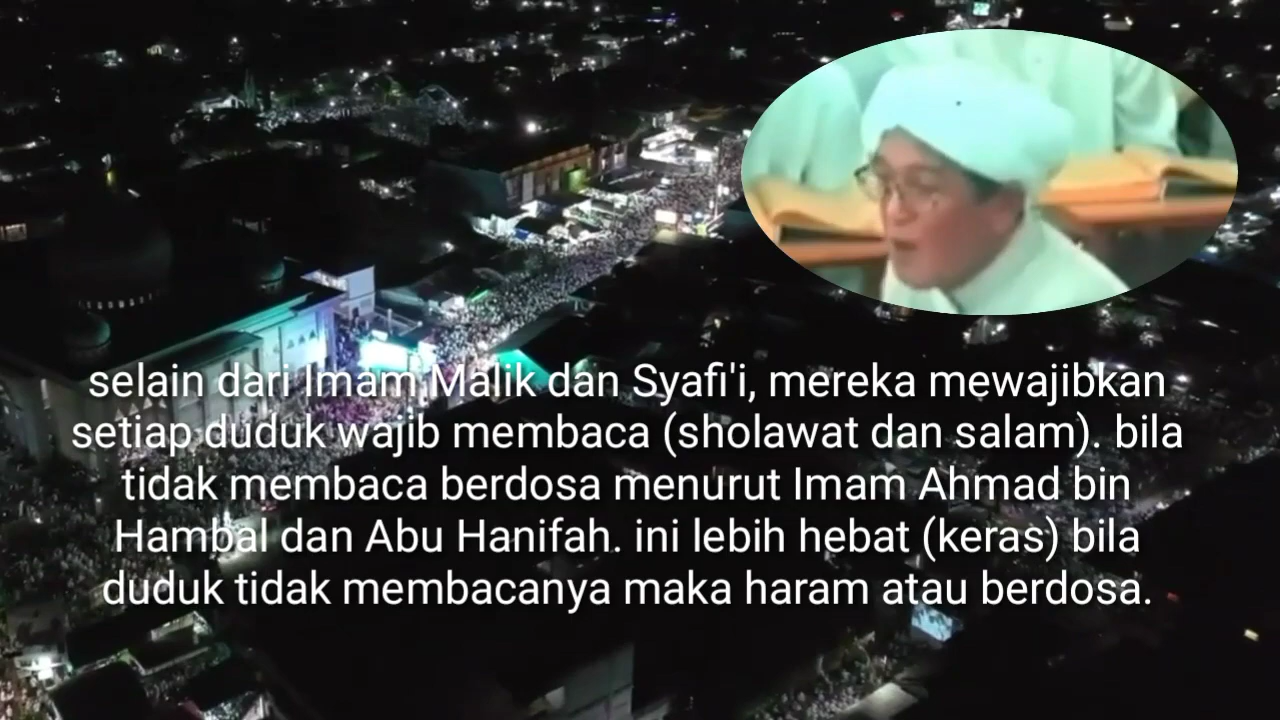 selain dari Imam Malik dan Syafi'i, mereka mewajibkan
setiap duduk wajib membaca (sholawat dan salam). bila
tidak membaca berdosa menurut Imam Ahmad bin
Hambal dan Abu Hanifah. ini lebih hebat (keras) bila
duduk tidak membacanya maka haram atau berdosa.